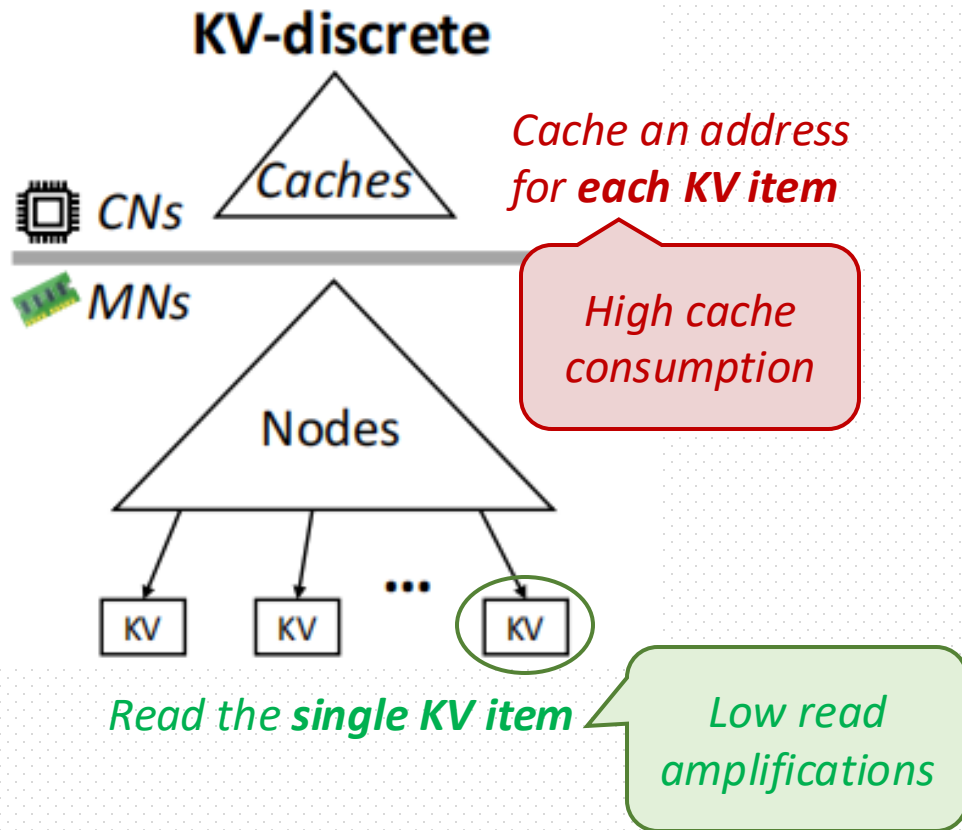 KV-discrete
Caches
Cache an address
for each KV item
CNs
MNs
High cache
consumption
Nodes
...
KV
KV
KV
Read the single KV item
Low read
amplifications